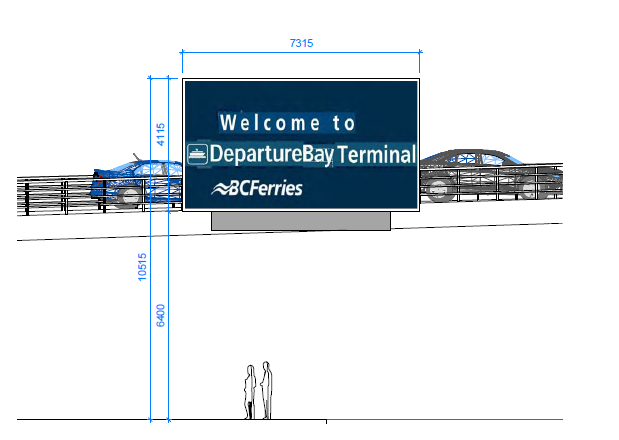 7315
4115
Welcome to
DepartureBay Terminal
BCFerries
10515
6400